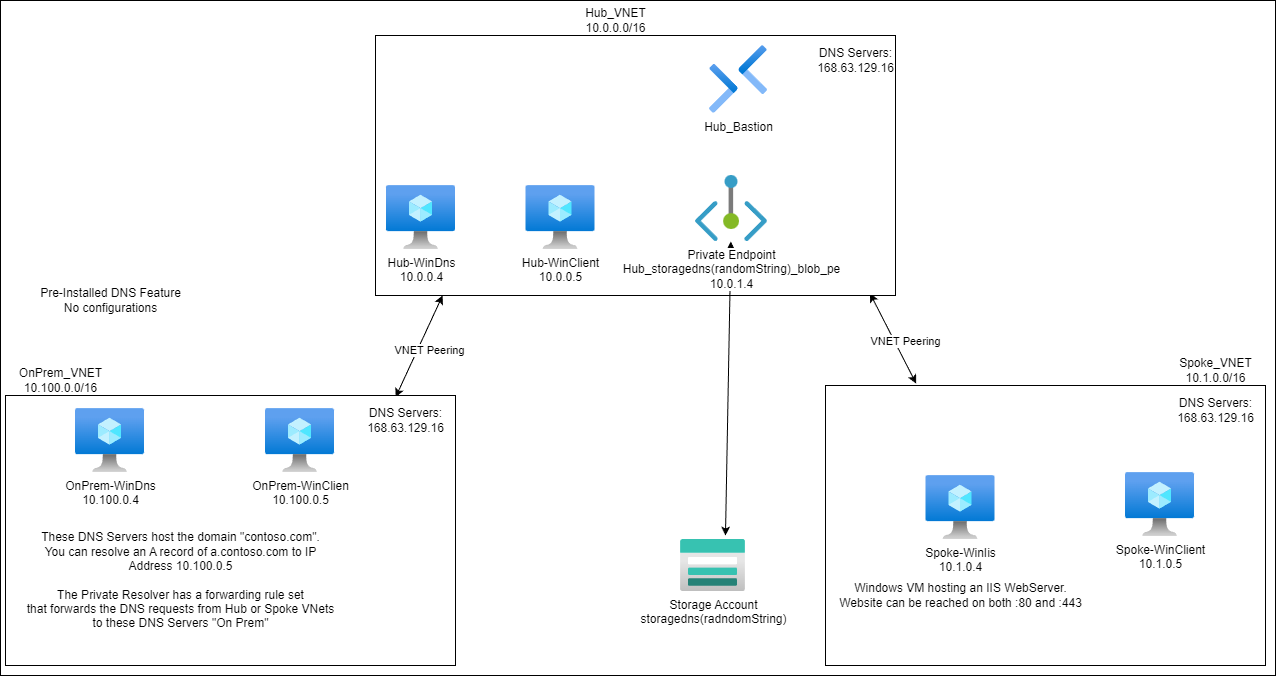 Hub_VNET
10.0.0.0/16
DNS Servers:
168.63.129.16
Hub_Bastion
Hub-WinDns
10.0.0.4
Hub-WinClient
10.0.0.5
Private Endpoint
Hub_storagedns(randomString)_blob_pe
10.0.1.4
Pre-Installed DNS Feature
No configurations
VNET Peering
VNET Peering
OnPrem_VNET
10.100.0.0/16
DNS Servers:
168.63.129.16
OnPrem-WinDns
10.100.0.4
OnPrem-WinClien
10.100.0.5
These DNS Servers host the domain "contoso.com".
You can resolve an A record of a.contoso.com to IP
Address 10.100.0.5
The Private Resolver has a forwarding rule set
that forwards the DNS requests from Hub or Spoke VNets
to these DNS Servers "On Prem"
Storage Account
storagedns(radndomString)
Spoke_VNET
10.1.0.0/16
DNS Servers:
168.63.129.16
Spoke-WinIis
10.1.0.4
Spoke-WinClient
10.1.0.5
Windows VM hosting an IIS WebServer.
Website can be reached on both :80 and :443